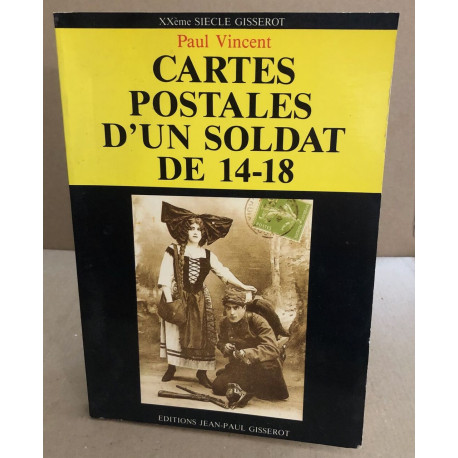 XXème SIECLE GISSEROT
Paul Vincent
CARTES
POSTALES
D'UN SOLDAT
DE 14-18
EDITIONS JEAN-PAUL GISSEROT